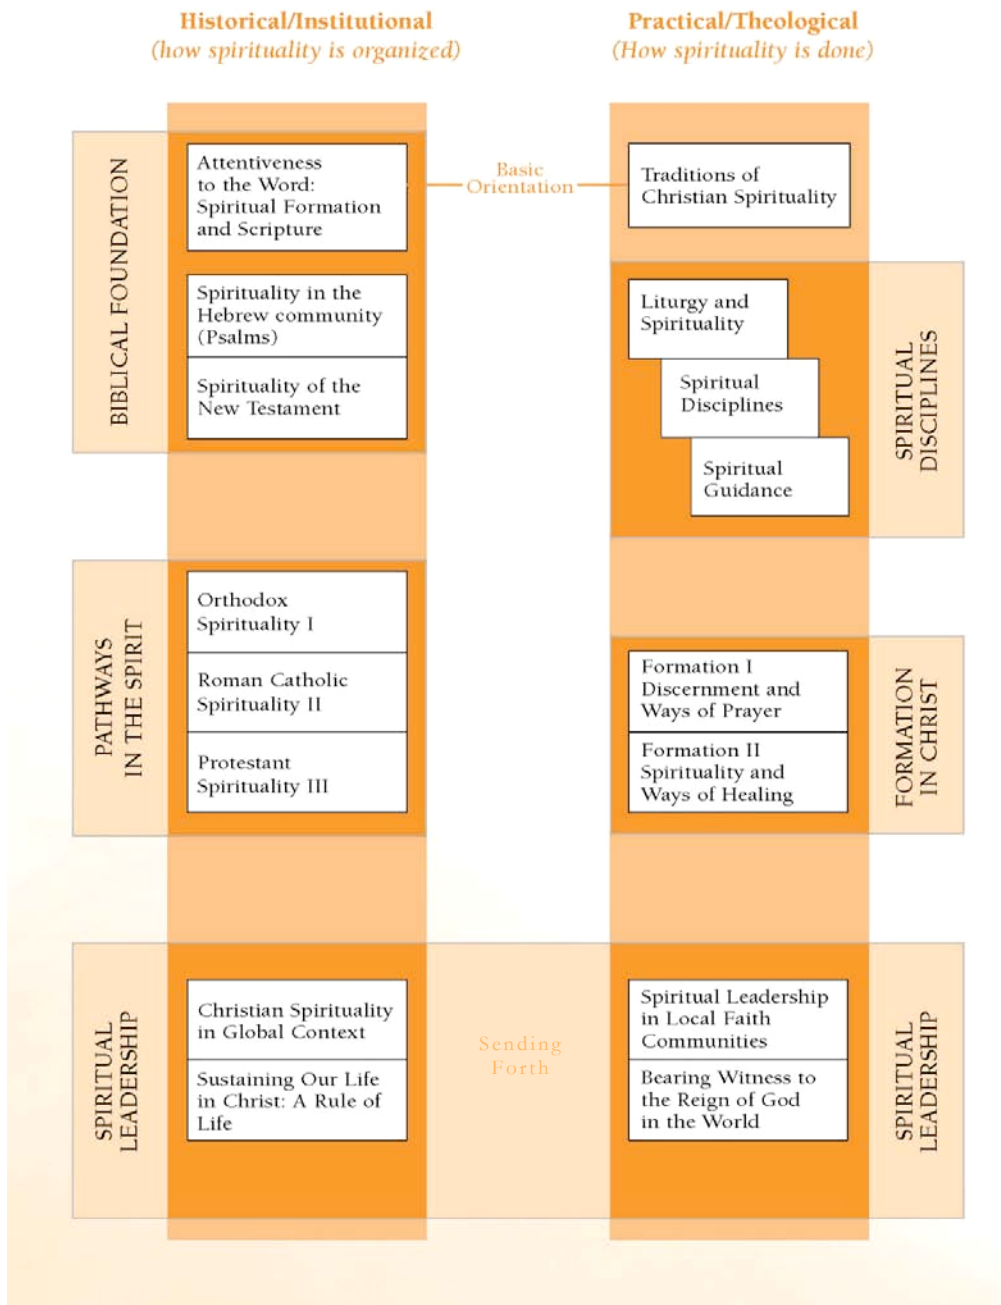 Historical/Institutional
(how spirituality is organized)
Practical/Theological
(How spirituality is done)
BIBLICAL FOUNDATION
Attentiveness
to the Word:
Spiritual Formation
and Scripture
Spirituality in the
Hebrew community
(Psalms)
Spirituality of the
New Testament
Basic
Orientation
Traditions of
Christian Spirituality
Liturgy and
Spirituality
Spiritual
Disciplines
Spiritual
Guidance
SPIRITUAL
DISCIPLINES
PATHWAYS
IN THE SPIRIT
Orthodox
Spirituality I
Roman Catholic
Spirituality II
Protestant
Spirituality III
Formation I
Discernment and
Ways of Prayer
Formation II
Spirituality and
Ways of Healing
FORMATION
IN CHRIST
SPIRITUAL
LEADERSHIP
Christian Spirituality
in Global Context
Sustaining Our Life
in Christ: A Rule of
Life
Sending
Forth
Spiritual Leadership
in Local Faith
Communities
Bearing Witness to
the Reign of God
in the World
SPIRITUAL
LEADERSHIP